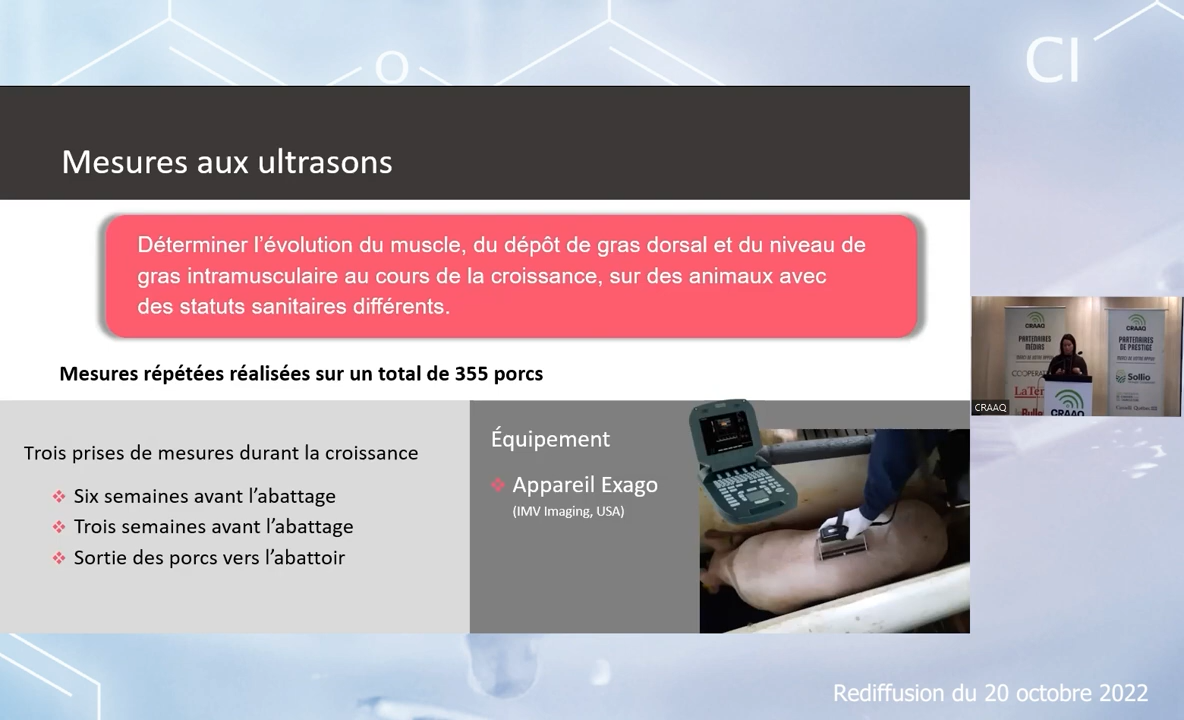 O
Cl
Mesures aux ultrasons
Déterminer l’évolution du muscle, du dépôt de gras dorsal et du niveau de
gras intramusculaire au cours de la croissance, sur des animaux avec
des statuts sanitaires différents.
Mesures répétées réalisées sur un total de 355 porcs
Trois prises de mesures durant la croissance
Six semaines avant l’abattage
Trois semaines avant l’abattage
Sortie des porcs vers l’abattoir
Équipement
Appareil Exago
(IMV Imaging, USA)
CRAAQ
PARTENAIRES
MÉDIAS
CRAAQ
PARTENAIRES
DE PRESTIGE
Sollio
CRAAQ
CRAAQ
Rediffusion du 20 octobre 2022